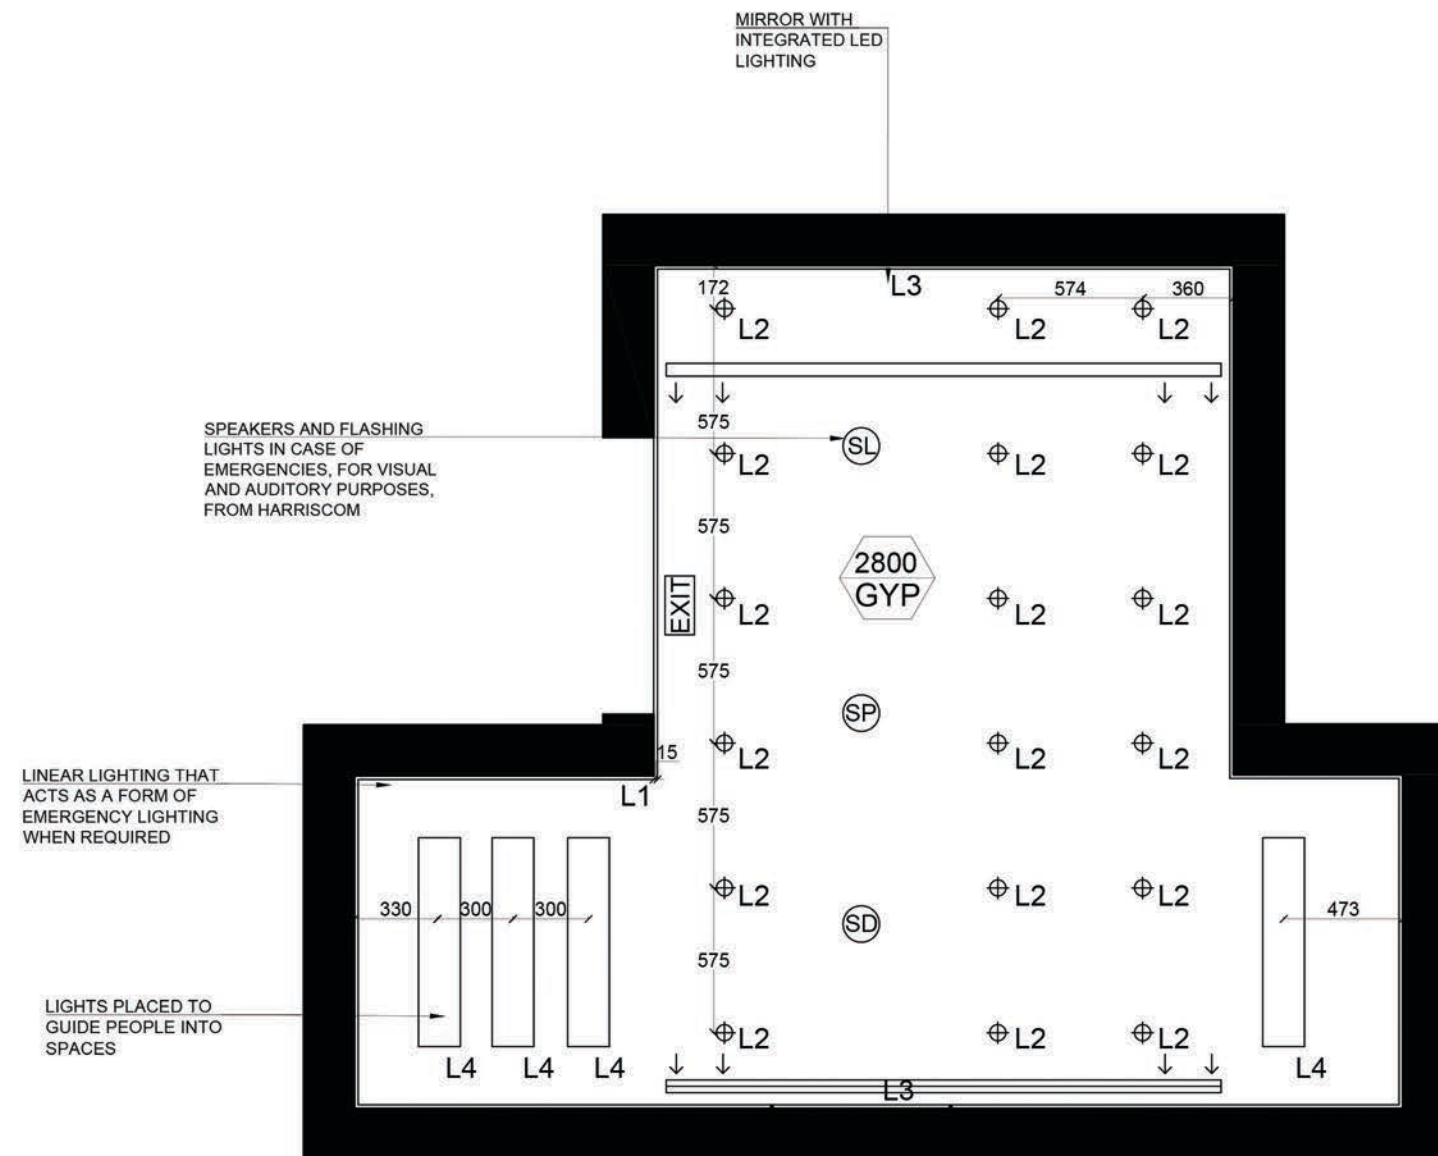 MIRROR WITH
INTEGRATED LED
LIGHTING
172
L3
574
360
L2
L2
L2
SPEAKERS AND FLASHING
LIGHTS IN CASE OF
EMERGENCIES, FOR VISUAL
AND AUDITORY PURPOSES,
FROM HARRISCOM
575
SL
L2
L2
L2
575
2800
GYP
EXIT
L2
L2
L2
575
SP
L2
L2
L2
15
LINEAR LIGHTING THAT
ACTS AS A FORM OF
EMERGENCY LIGHTING
WHEN REQUIRED
L1
575
330
300
300
L2
L2
L2
SD
473
575
LIGHTS PLACED TO
GUIDE PEOPLE INTO
SPACES
L2
L2
L2
L4
L4
L4
L4
L3